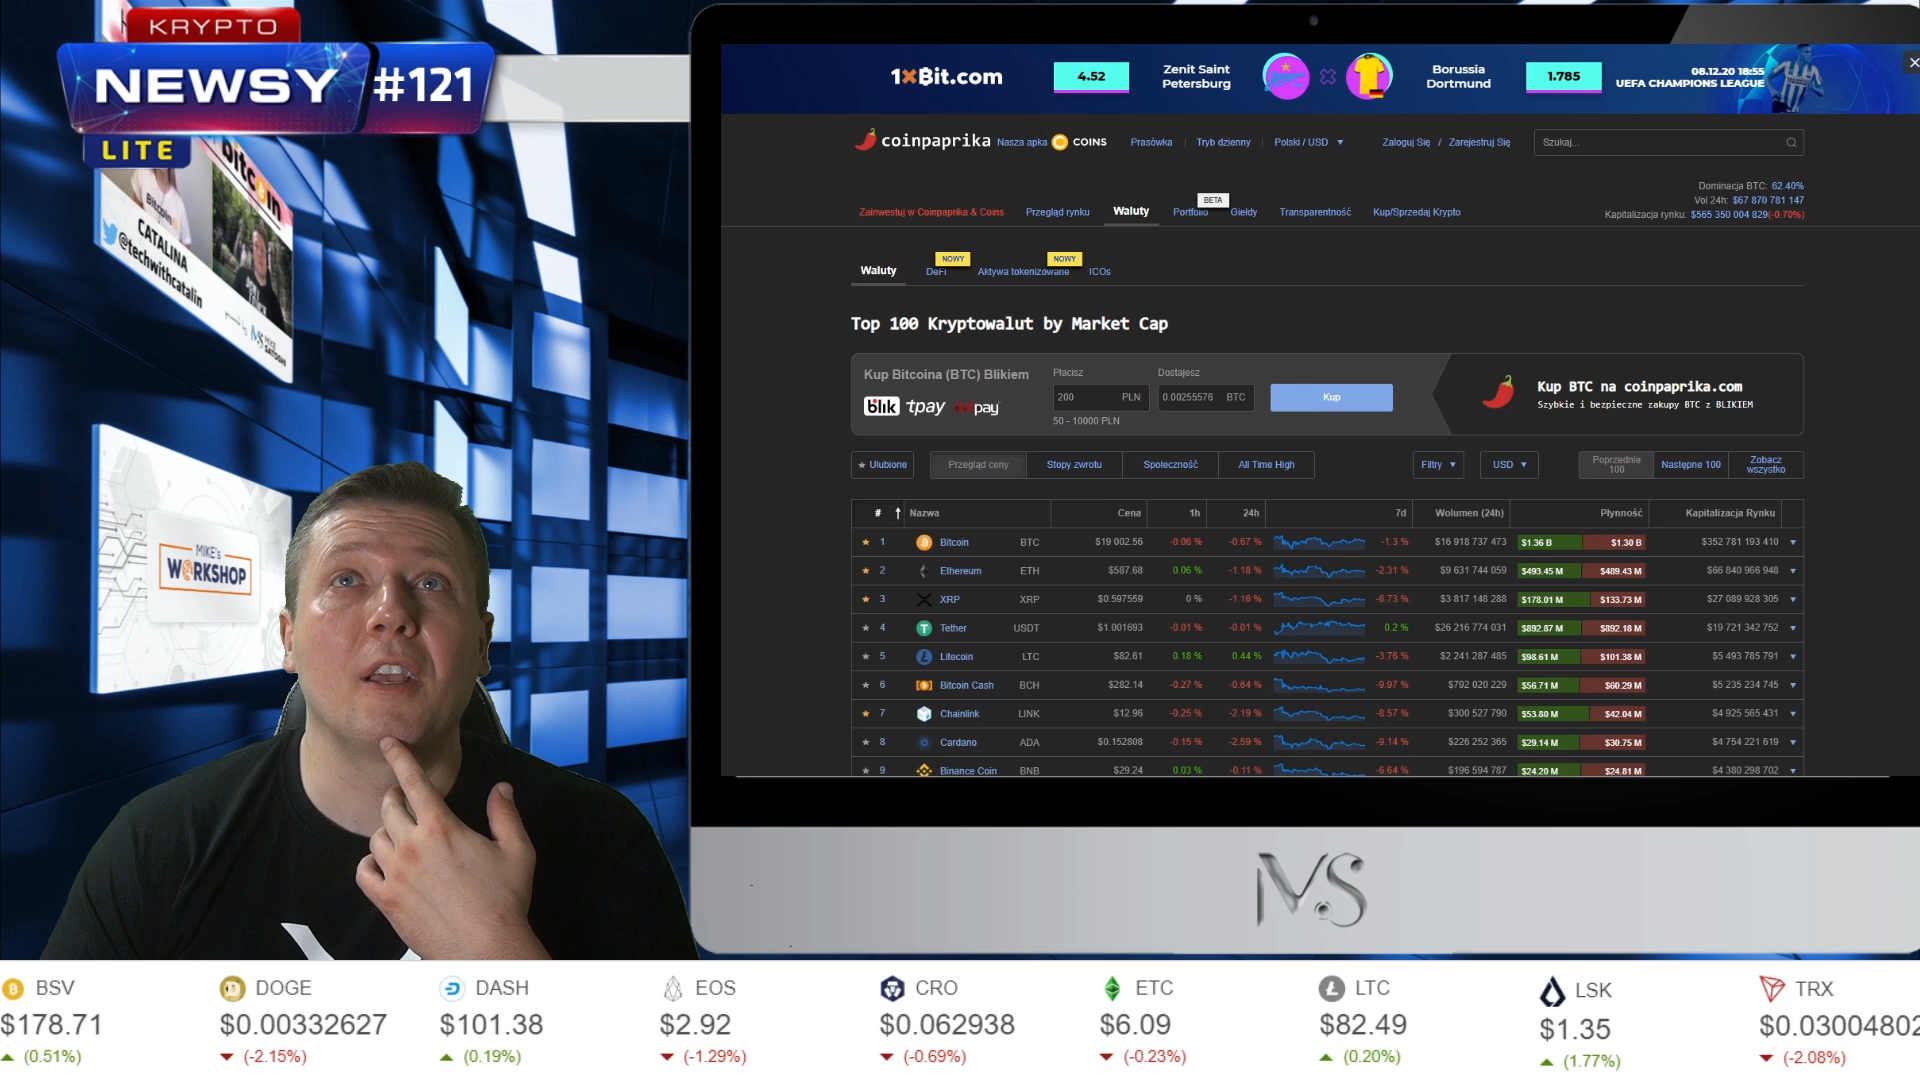 KRYPTO
NEWSY #121
LITE
bitcoin
Bitcoin
CATALINA
@techwithcatalin
powered by MS MIKE SATOSHI
MIKE's
WORKSHOP
1xBit.com
4.52
Zenit Saint
Petersburg
Borussia
Dortmund
1.785
08.12.20 18:55
UEFA CHAMPIONS LEAGUE
coinpaprika Nasza apka COINS Prasówka Tryb dzienny Polski / USD Zaloguj Się / Zarejestruj Się Szukaj...
Dominacja BTC: 62.40%
Vol 24h: $67 870 781 147
Kapitalizacja rynku: $565 350 004 829(-0.70%)
BETA
Zainwestuj w Coinpaprika & Coins Przegląd rynku Waluty Portfolio Giełdy Transparentność Kup/Sprzedaj Krypto
NOWY NOWY
Waluty DeFi Aktywa tokenizowane ICOs
Top 100 Kryptowalut by Market Cap
Kup Bitcoina (BTC) Blikiem
blik tpay pay
Płacisz Dostajesz
200 PLN 0.00255576 BTC Kup
50 - 10000 PLN
Kup BTC na coinpaprika.com
Szybkie i bezpieczne zakupy BTC z BLIKIEM
Ulubione Przegląd ceny Stopy zwrotu Społeczność All Time High Filtry USD Poprzednie 100 Następne 100 Zobacz wszystko
# Nazwa Cena 1h 24h 7d Wolumen (24h) Płynność Kapitalizacja Rynku
1 Bitcoin BTC $19 002.56 -0.06 % -0.67 % -1.3 % $16 918 737 473 $1.36 B $1.30 B $352 781 193 410
2 Ethereum ETH $587.68 0.06 % -1.18 % -2.31 % $9 631 744 059 $493.45 M $489.43 M $66 840 966 948
3 XRP XRP $0.597559 0 % -1.16 % -6.73 % $3 817 148 288 $178.01 M $133.73 M $27 089 928 305
4 Tether USDT $1.001693 -0.01 % -0.01 % 0.2 % $26 216 774 031 $892.87 M $892.18 M $19 721 342 752
5 Litecoin LTC $82.61 0.18 % 0.44 % -3.76 % $2 241 287 485 $98.61 M $101.38 M $5 493 785 791
6 Bitcoin Cash BCH $282.14 -0.27 % -0.64 % -9.97 % $792 020 229 $56.71 M $60.29 M $5 235 234 745
7 Chainlink LINK $12.96 -0.25 % -2.19 % -8.57 % $300 527 790 $53.80 M $42.04 M $4 925 565 431
8 Cardano ADA $0.152808 -0.15 % -2.59 % -9.14 % $226 252 365 $29.14 M $30.75 M $4 754 221 619
9 Binance Coin BNB $29.24 0.03 % -0.11 % -6.64 % $196 594 787 $24.20 M $24.81 M $4 380 298 702
MS
BSV DOGE DASH EOS CRO ETC LTC LSK TRX
$178.71 $0.00332627 $101.38 $2.92 $0.062938 $6.09 $82.49 $1.35 $0.03004802
(0.51%) (-2.15%) (0.19%) (-1.29%) (-0.69%) (-0.23%) (0.20%) (1.77%) (-2.08%)